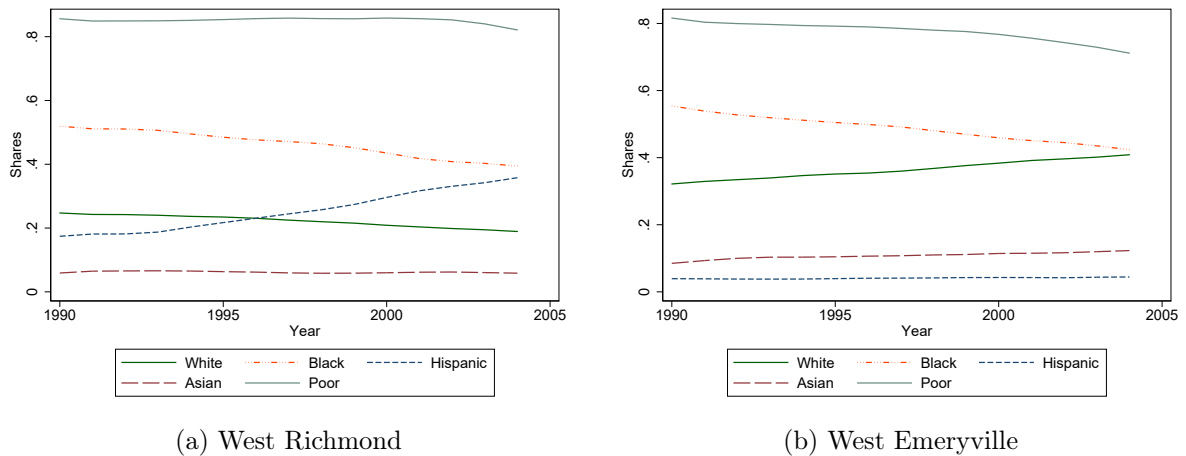 Shares
0 .2 .4 .6 .8
1990 1995 2000 2005
Year
White Black Hispanic
Asian Poor
(a) West Richmond
Shares
0 .2 .4 .6 .8
1990 1995 2000 2005
Year
White Black Hispanic
Asian Poor
(b) West Emeryville